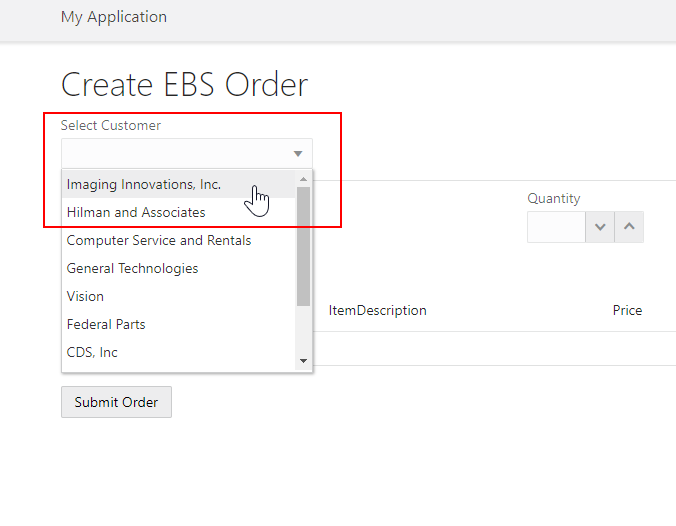 My Application
Create EBS Order
Select Customer
Imaging Innovations, Inc.
Hilman and Associates
Computer Service and Rentals
General Technologies
Vision
Federal Parts
CDS, Inc
Quantity
ItemDescription Price
Submit Order